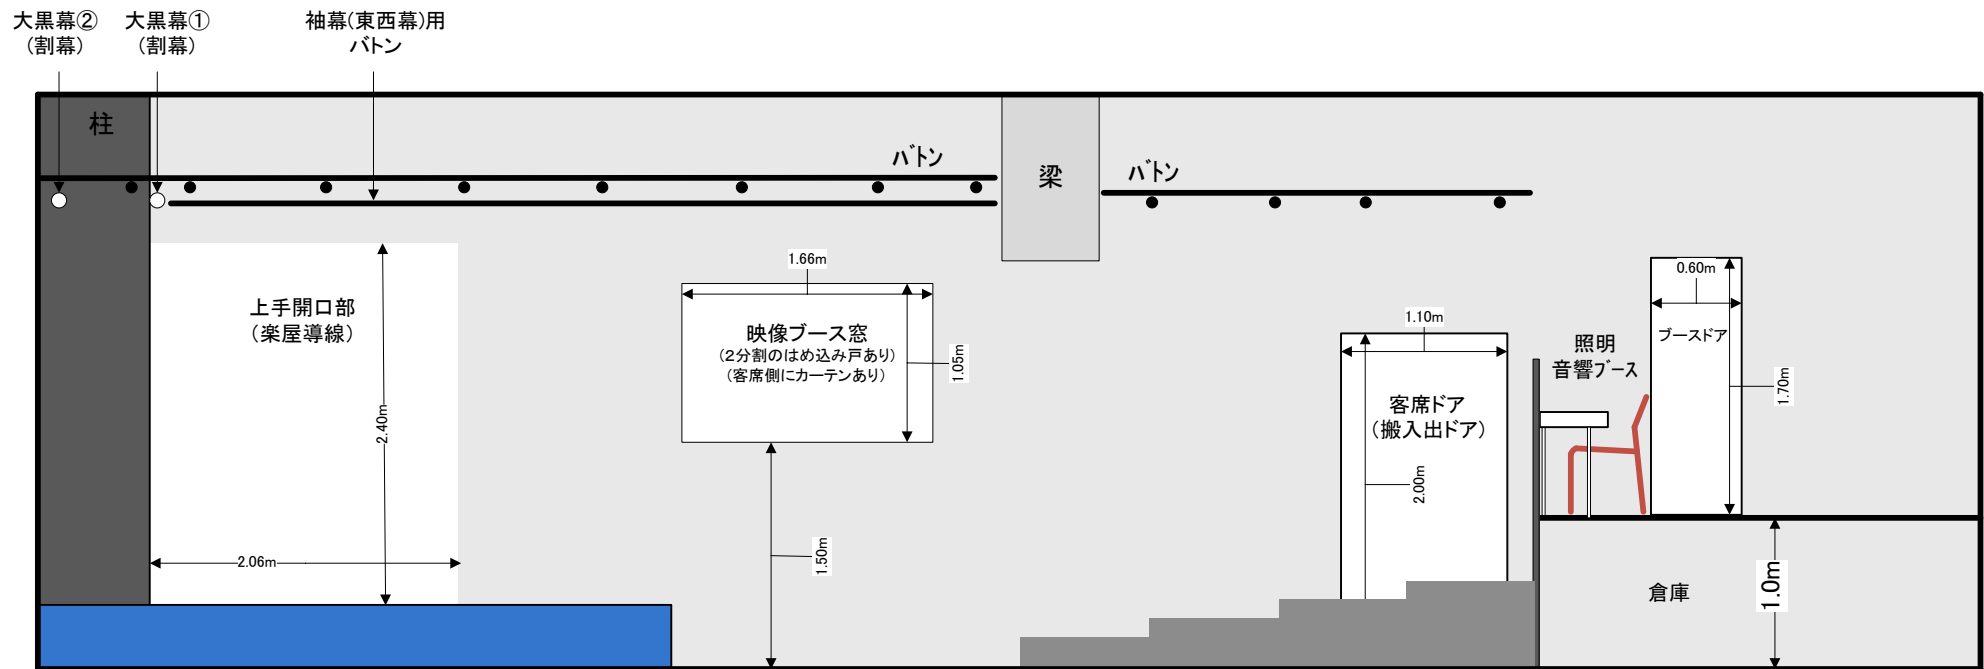 大黒幕②
(割幕)
大黒幕①
(割幕)
袖幕(東西幕)用
バトン
柱
バトン
梁
バトン
上手開口部
(楽屋導線)
2.40m
2.06m
1.66m
映像ブース窓
(2分割のはめ込み戸あり)
(客席側にカーテンあり)
1.05m
1.50m
1.10m
客席ドア
(搬入出ドア)
2.00m
照明
音響ブース
0.60m
ブースドア
1.70m
倉庫
1.0m